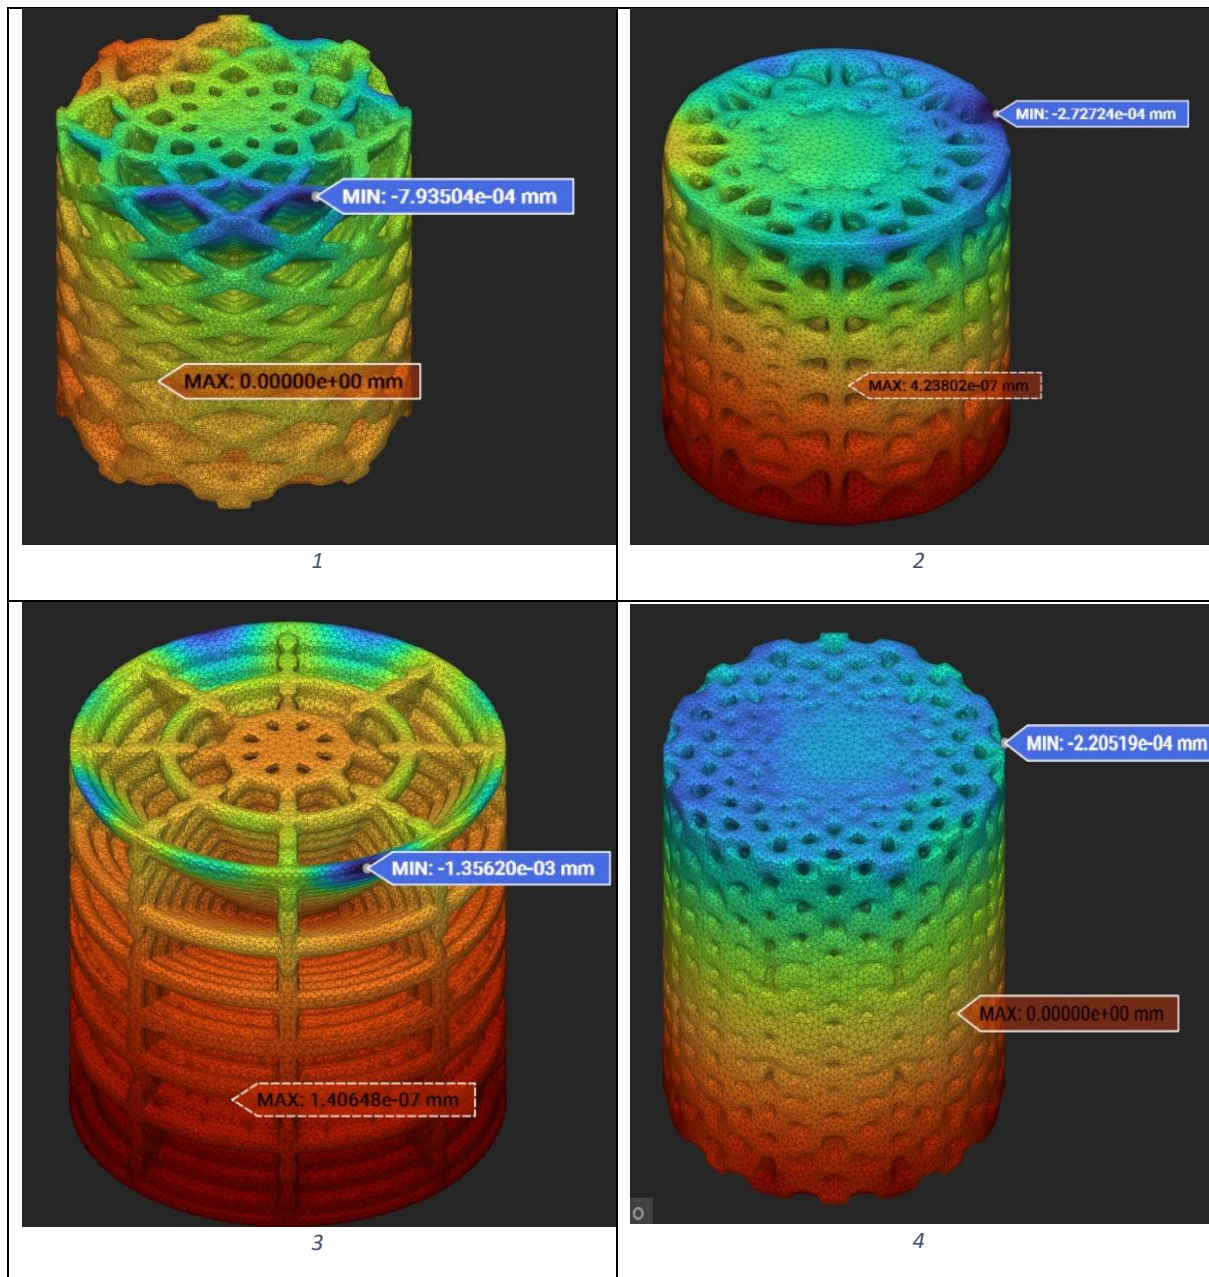 MIN: -7.93504e-04 mm
MAX: 0.00000e+00 mm
1
MIN: -2.72724e-04 mm
MAX: 4.23802e-07 mm
2
MIN: -1.35620e-03 mm
MAX: 1.40648e-07 mm
3
MIN: -2.20519e-04 mm
MAX: 0.00000e+00 mm
4